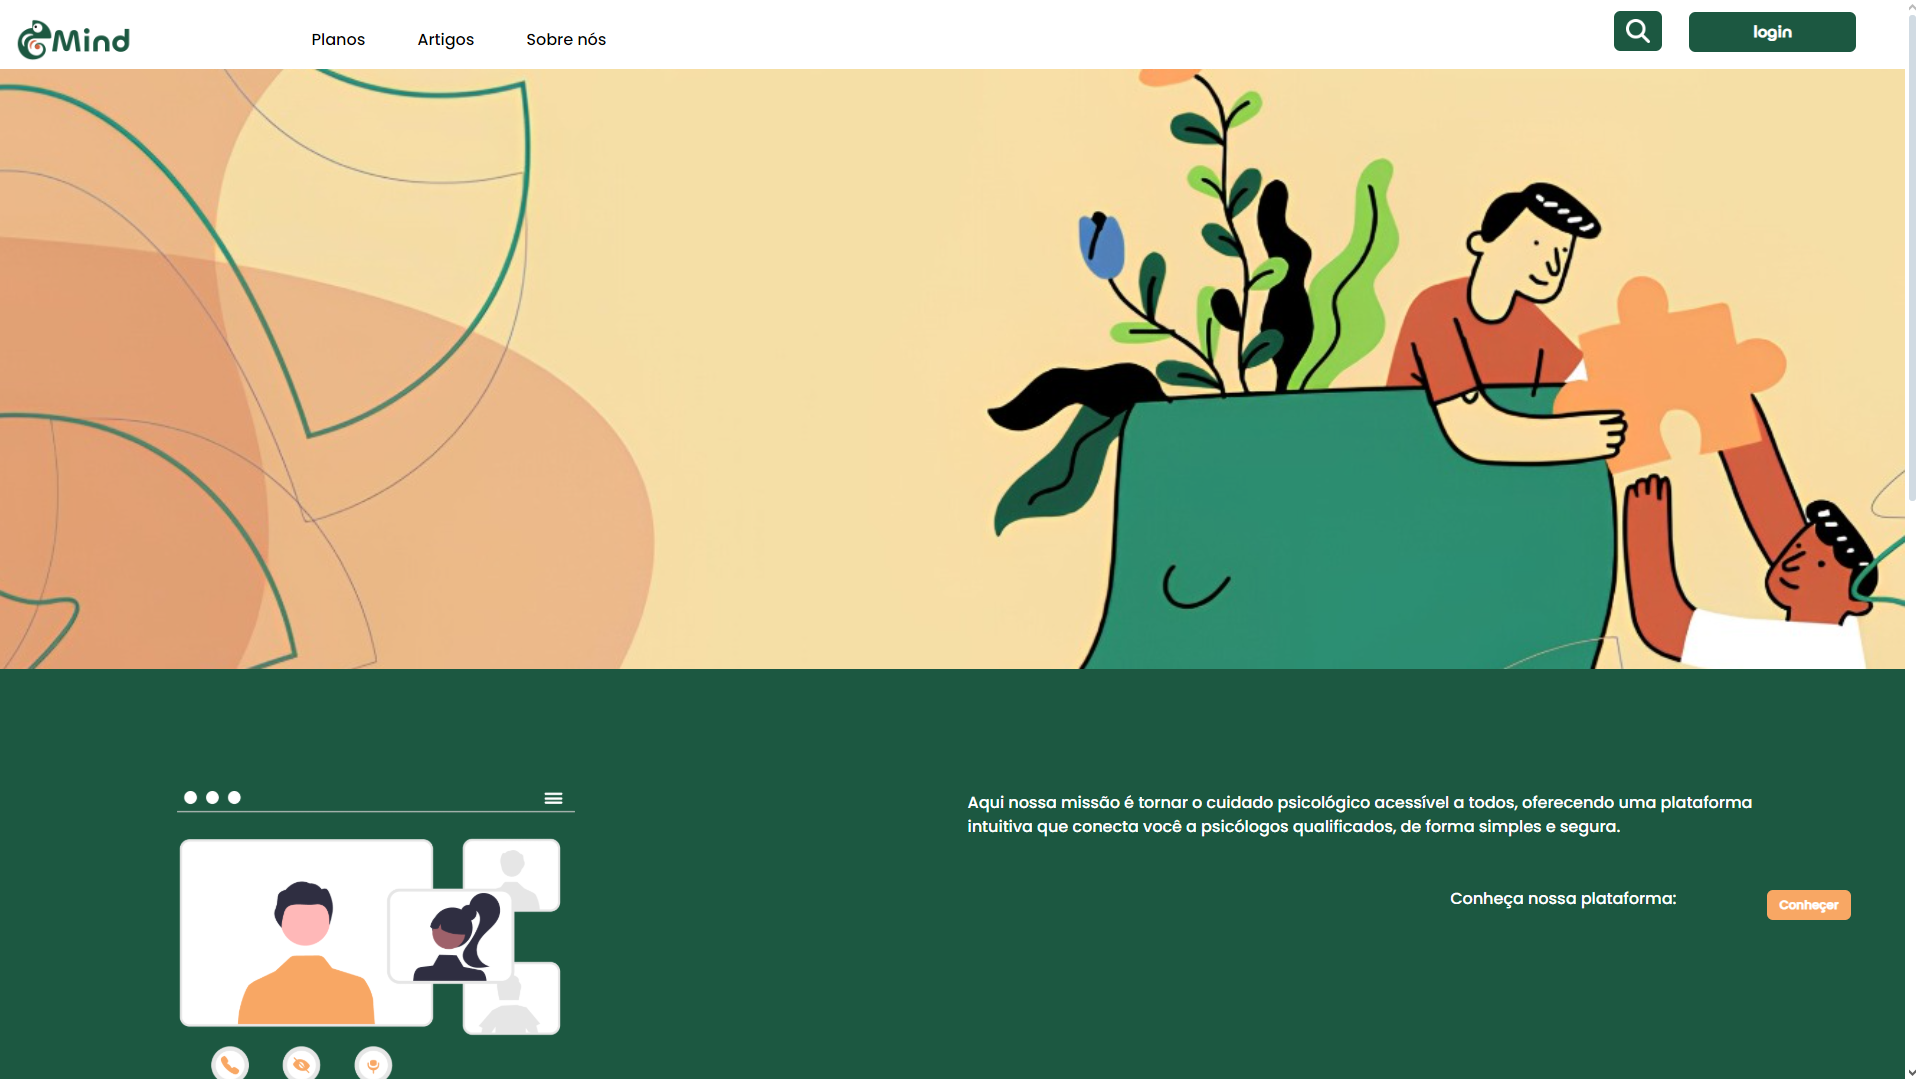 Mind
Planos
Artigos
Sobre nós
login
Aqui nossa missão é tornar o cuidado psicológico acessível a todos, oferecendo uma plataforma
intuitiva que conecta você a psicólogos qualificados, de forma simples e segura.
Conheça nossa plataforma:
Conheçer